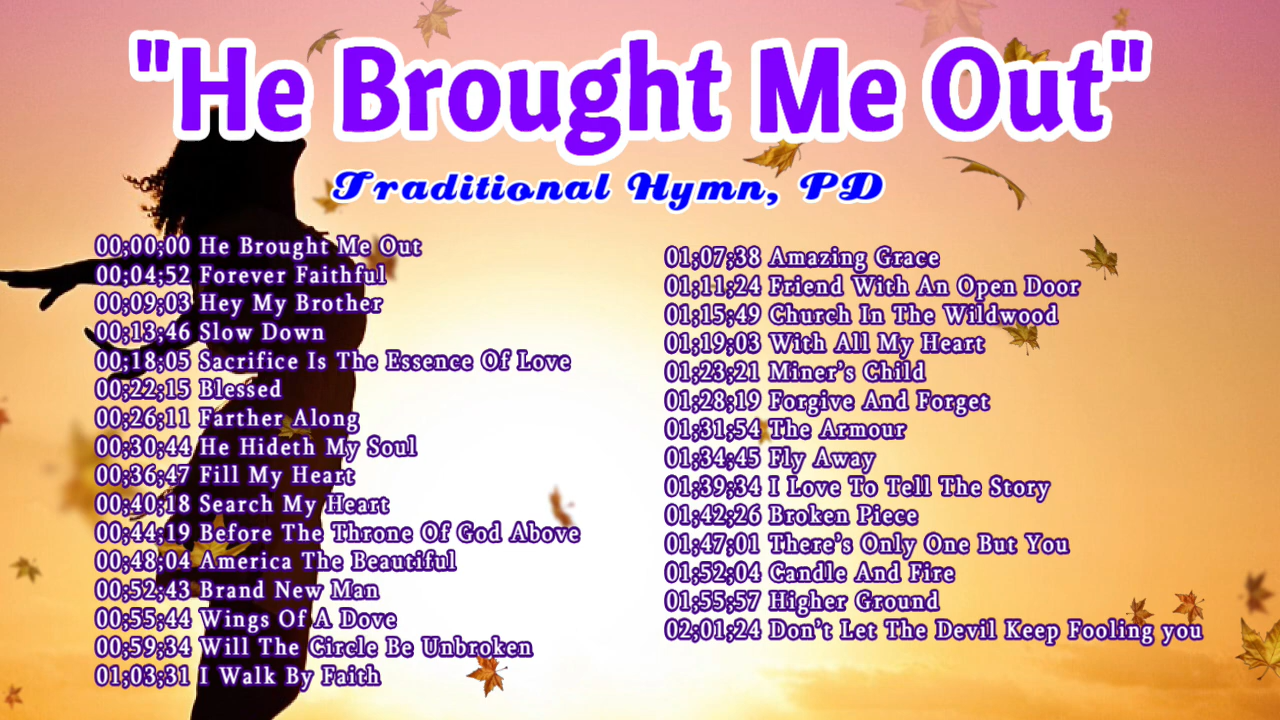 "He Brought Me Out"
Traditional Hymn, PD
00;00;00 He Brought Me Out
00;04;52 Forever Faithful
00;09;03 Hey My Brother
00;13;46 Slow Down
00;18;05 Sacrifice Is The Essence Of Love
00;22;15 Blessed
00;26;11 Farther Along
00;30;44 He Hideth My Soul
00;36;47 Fill My Heart
00;40;18 Search My Heart
00;44;19 Before The Throne Of God Above
00;48;04 America The Beautiful
00;52;43 Brand New Man
00;55;44 Wings Of A Dove
00;59;34 Will The Circle Be Unbroken
01;03;31 I Walk By Faith
01;07;38 Amazing Grace
01;11;24 Friend With An Open Door
01;15;49 Church In The Wildwood
01;19;03 With All My Heart
01;23;21 Miner's Child
01;28;19 Forgive And Forget
01;31;54 The Armour
01;34;45 Fly Away
01;39;34 I Love To Tell The Story
01;42;26 Broken Piece
01;47;01 There's Only One But You
01;52;04 Candle And Fire
01;55;57 Higher Ground
02;01;24 Don't Let The Devil Keep Fooling you